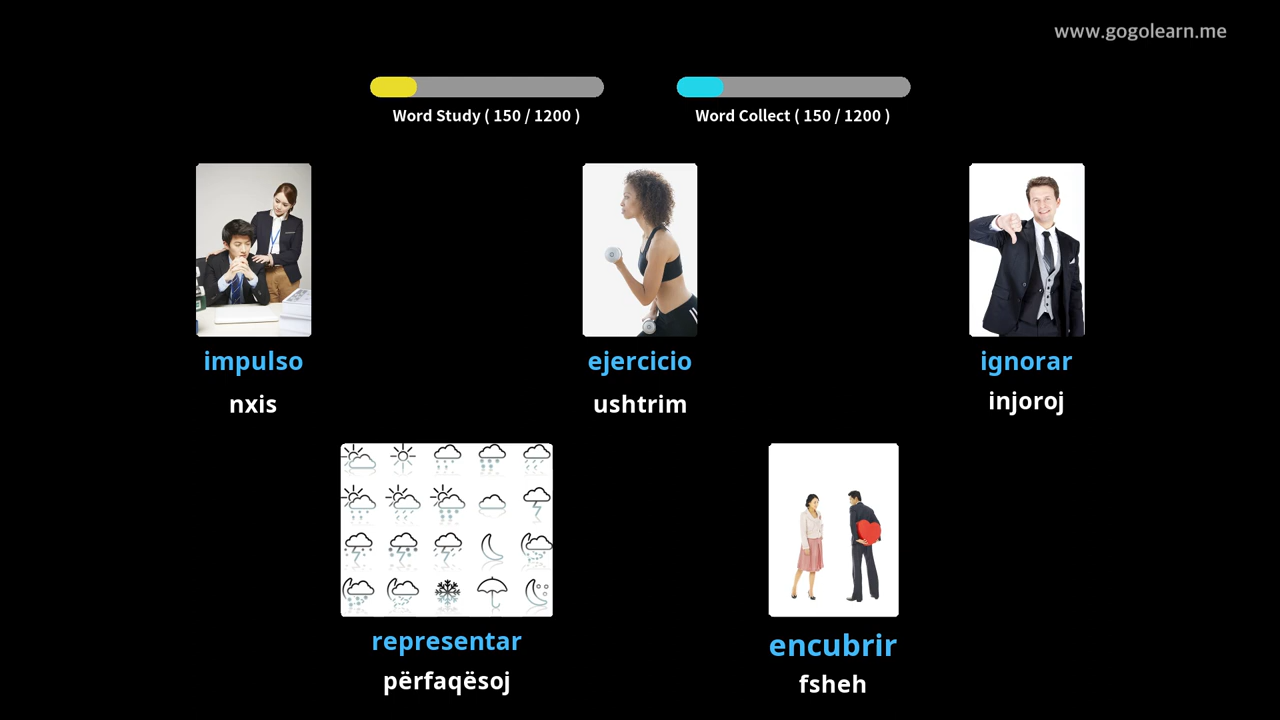 www.gogolearn.me
Word Study ( 150 / 1200 )
Word Collect ( 150 / 1200 )
impulso
nxis
ejercicio
ushtrim
ignorar
injoroj
representar
përfaqësoj
encubrir
fsheh